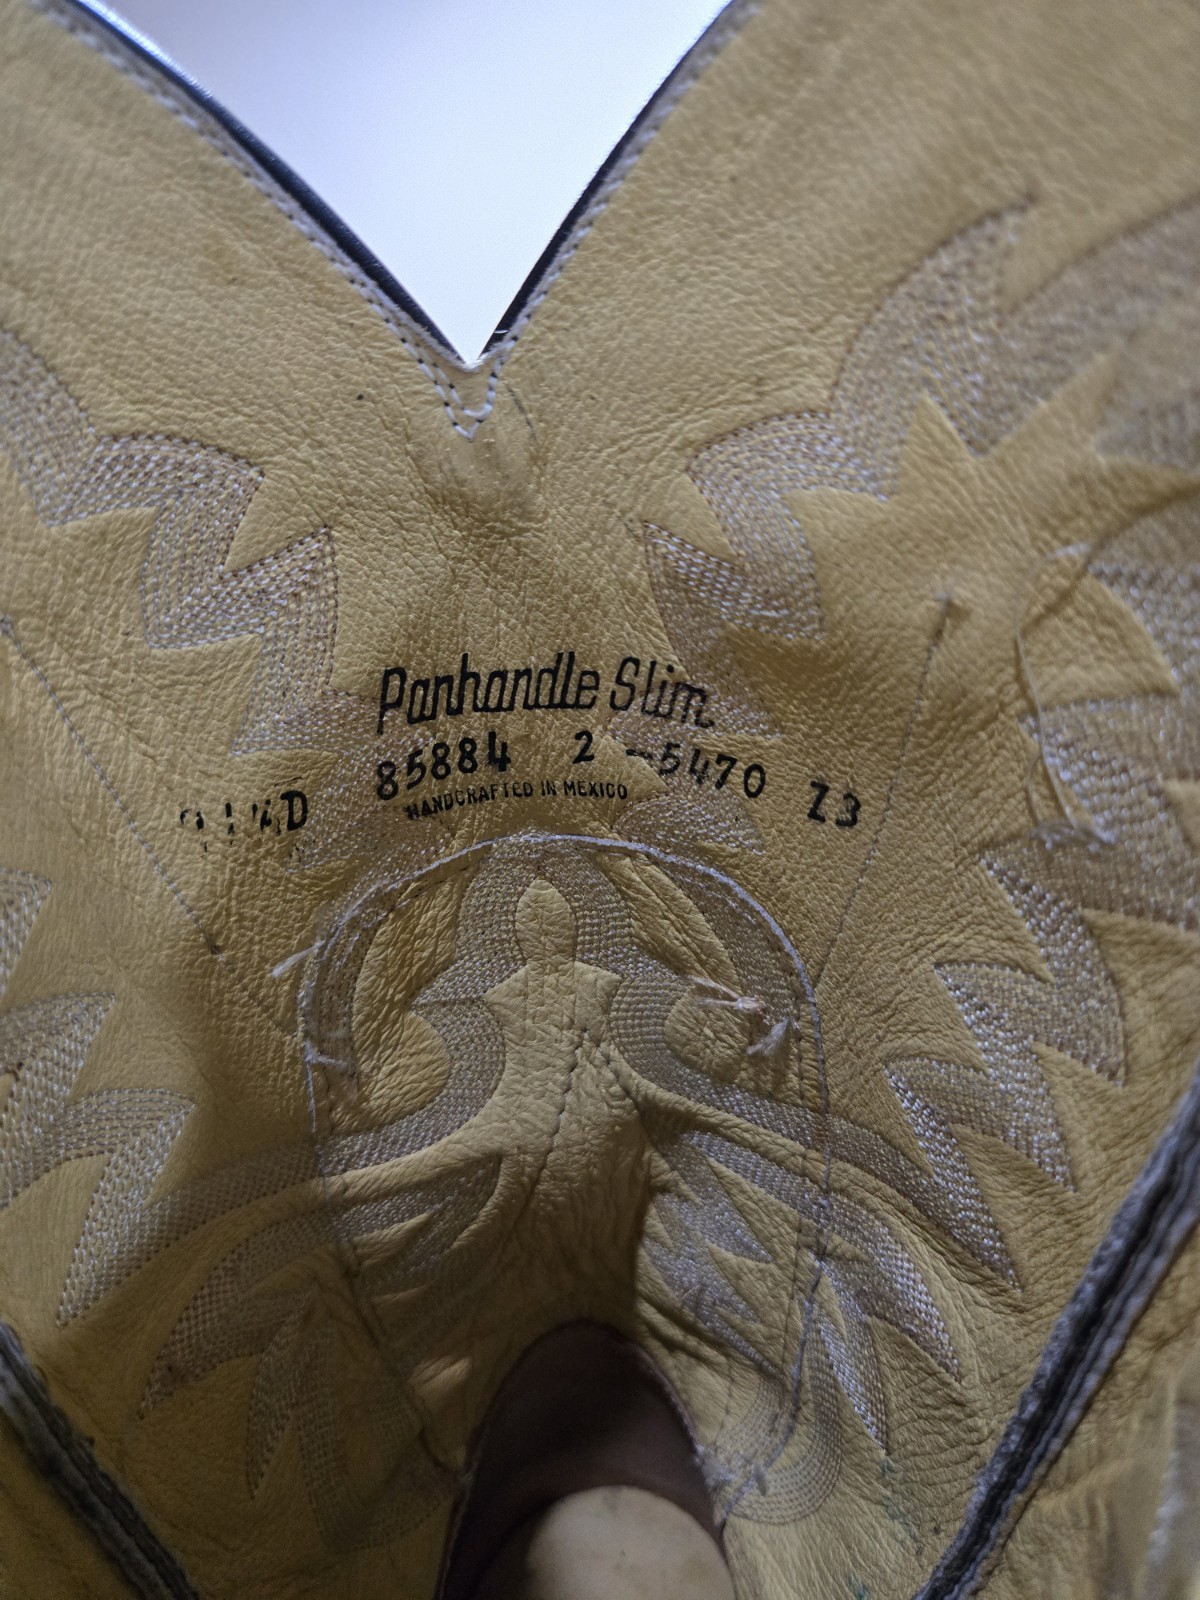 Panhandle Slim
85884 2 -5470 Z3
HANDCRAFTED IN MEXICO